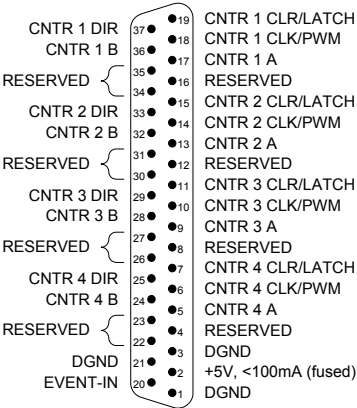 19 CNTR 1 CLR/LATCH
CNTR 1 DIR 37
18 CNTR 1 CLK/PWM
CNTR 1 B 36
17 CNTR 1 A
RESERVED 35
34
16 RESERVED
15 CNTR 2 CLR/LATCH
CNTR 2 DIR 33
14 CNTR 2 CLK/PWM
CNTR 2 B 32
13 CNTR 2 A
RESERVED 31
30
12 RESERVED
11 CNTR 3 CLR/LATCH
CNTR 3 DIR 29
10 CNTR 3 CLK/PWM
CNTR 3 B 28
9 CNTR 3 A
RESERVED 27
26
8 RESERVED
7 CNTR 4 CLR/LATCH
CNTR 4 DIR 25
6 CNTR 4 CLK/PWM
CNTR 4 B 24
5 CNTR 4 A
RESERVED 23
22
4 RESERVED
3 DGND
DGND 21
2 +5V, <100mA (fused)
EVENT-IN 20
1 DGND